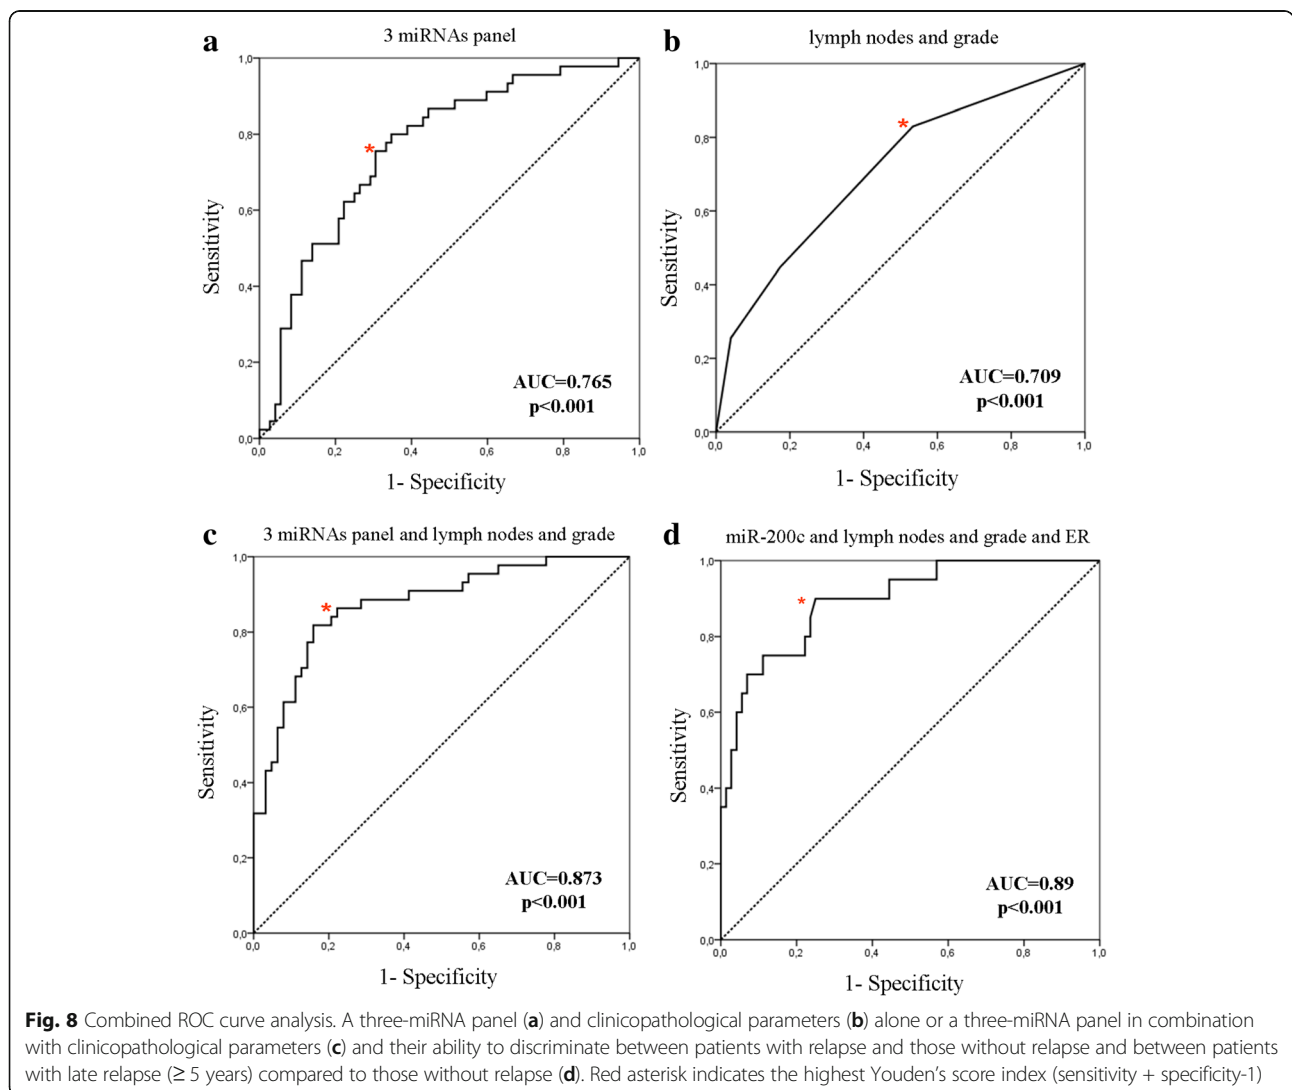 a
3 miRNAs panel
1,0
0,8
0,6
0,4
0,2
0,0
0,0 0,2 0,4 0,6 0,8 1,0
Sensitivity
*
AUC=0.765
p<0.001
1- Specificity
b
lymph nodes and grade
1,0
0,8
0,6
0,4
0,2
0,0
0,0 0,2 0,4 0,6 0,8 1,0
Sensitivity
*
AUC=0.709
p<0.001
1- Specificity
c
3 miRNAs panel and lymph nodes and grade
1,0
0,8
0,6
0,4
0,2
0,0
0,0 0,2 0,4 0,6 0,8 1,0
Sensitivity
*
AUC=0.873
p<0.001
1- Specificity
d
miR-200c and lymph nodes and grade and ER
1,0
0,8
0,6
0,4
0,2
0,0
0,0 0,2 0,4 0,6 0,8 1,0
Sensitivity
*
AUC=0.89
p<0.001
1- Specificity
Fig. 8 Combined ROC curve analysis. A three-miRNA panel (a) and clinicopathological parameters (b) alone or a three-miRNA panel in combination
with clinicopathological parameters (c) and their ability to discriminate between patients with relapse and those without relapse and between patients
with late relapse (≥ 5 years) compared to those without relapse (d). Red asterisk indicates the highest Youden's score index (sensitivity + specificity-1)